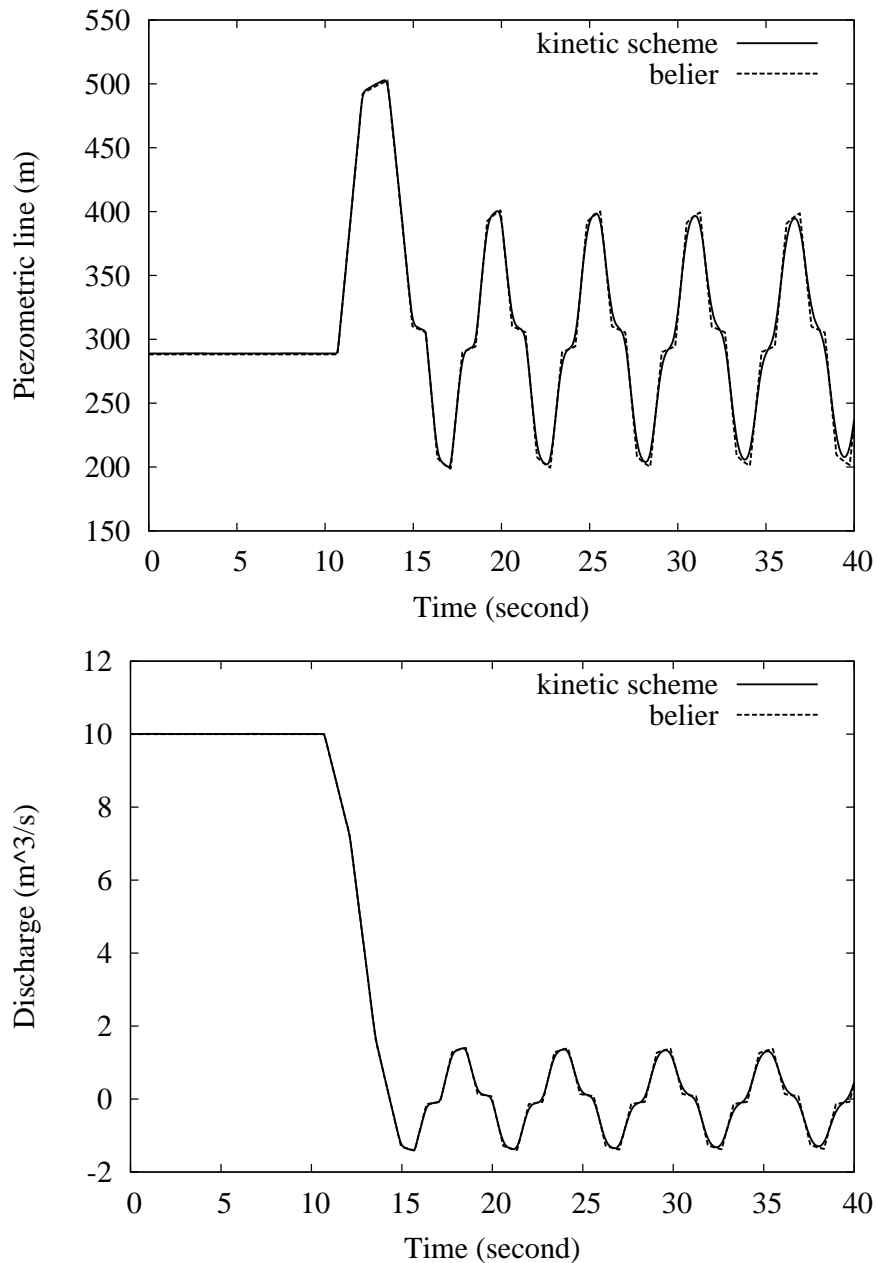 550
500
450
400
350
300
250
200
150
Piezometric line (m)
kinetic scheme
belier
0 5 10 15 20 25 30 35 40
Time (second)
12
10
8
6
4
2
0
-2
Discharge (m^3/s)
kinetic scheme
belier
0 5 10 15 20 25 30 35 40
Time (second)